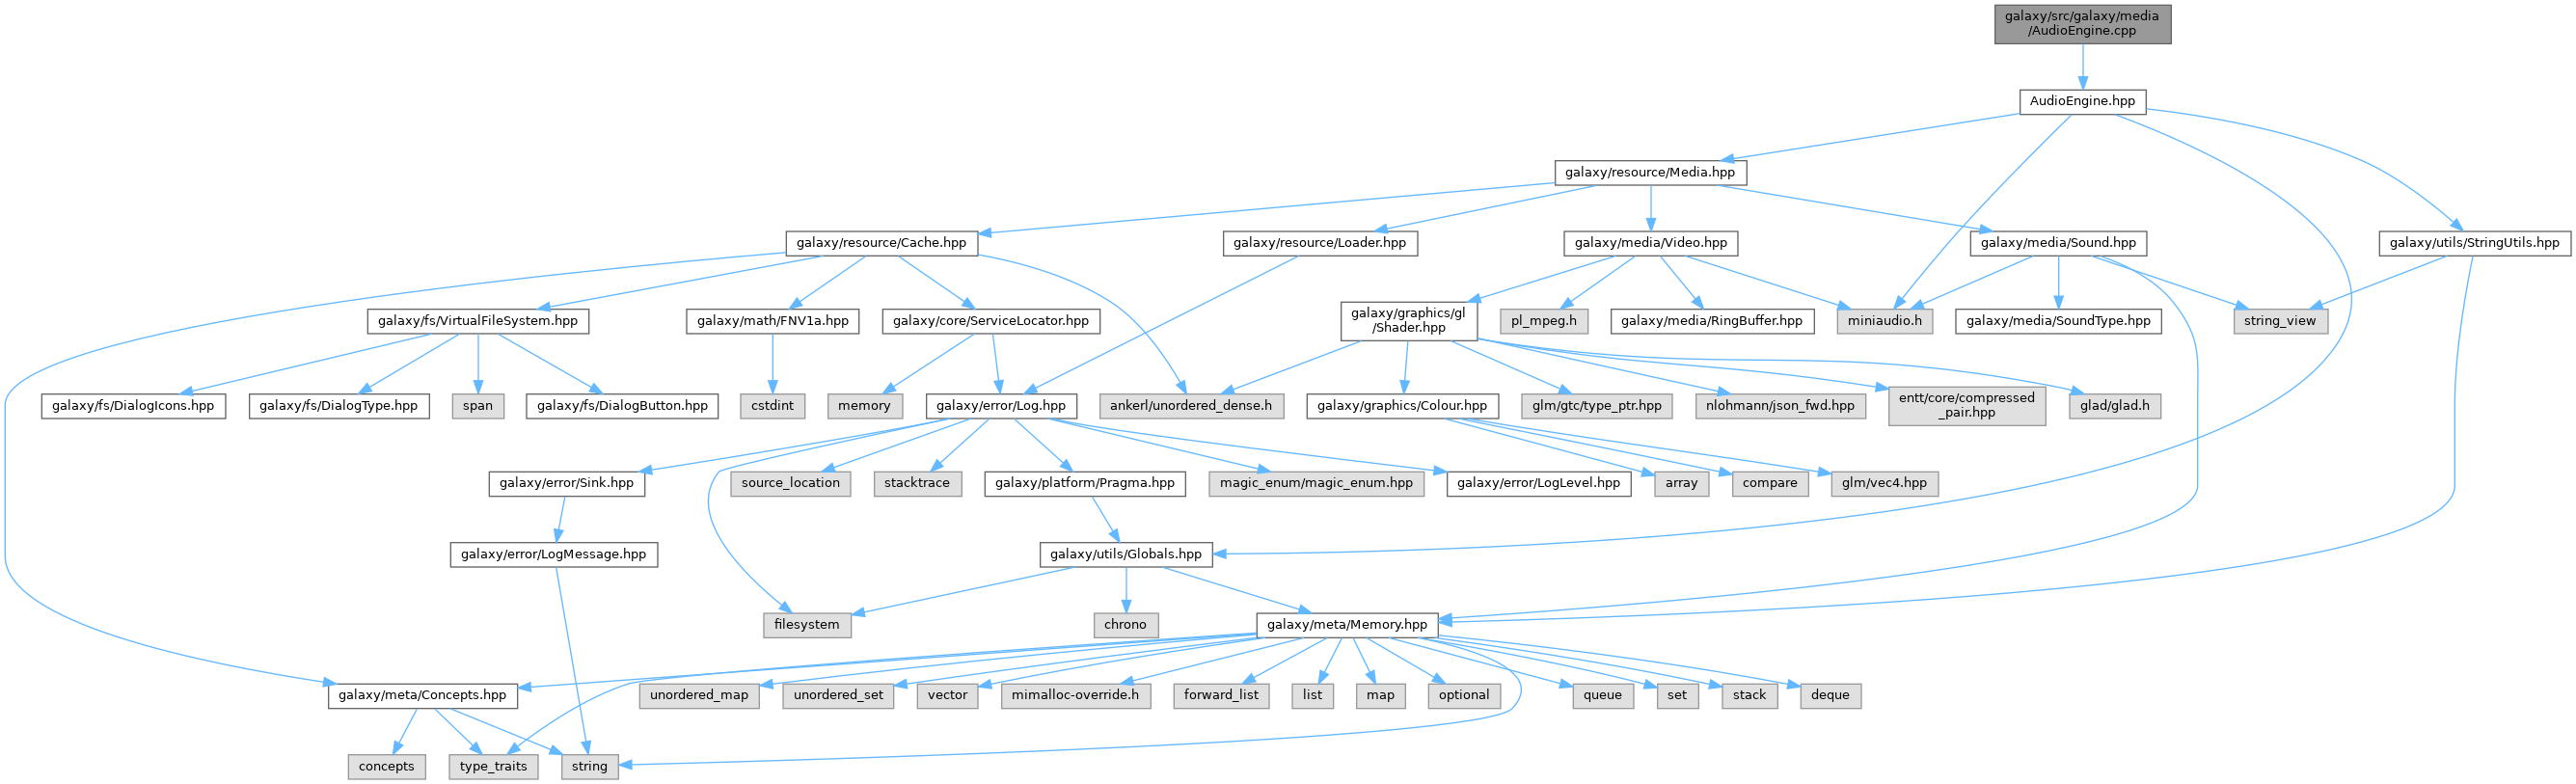 galaxy/src/galaxy/media
/AudioEngine.cpp
AudioEngine.hpp
galaxy/resource/Media.hpp
galaxy/resource/Cache.hpp
galaxy/resource/Loader.hpp
galaxy/media/Video.hpp
galaxy/media/Sound.hpp
galaxy/utils/StringUtils.hpp
galaxy/fs/VirtualFileSystem.hpp
galaxy/math/FNV1a.hpp
galaxy/core/ServiceLocator.hpp
galaxy/graphics/gl
/Shader.hpp
pl_mpeg.h
galaxy/media/RingBuffer.hpp
miniaudio.h
galaxy/media/SoundType.hpp
string_view
galaxy/fs/DialogIcons.hpp
galaxy/fs/DialogType.hpp
span
galaxy/fs/DialogButton.hpp
cstdint
memory
galaxy/error/Log.hpp
ankerl/unordered_dense.h
galaxy/graphics/Colour.hpp
glm/gtc/type_ptr.hpp
nlohmann/json_fwd.hpp
entt/core/compressed
_pair.hpp
glad/glad.h
galaxy/error/Sink.hpp
source_location
stacktrace
galaxy/platform/Pragma.hpp
magic_enum/magic_enum.hpp
galaxy/error/LogLevel.hpp
array
compare
glm/vec4.hpp
galaxy/error/LogMessage.hpp
galaxy/utils/Globals.hpp
filesystem
chrono
galaxy/meta/Memory.hpp
galaxy/meta/Concepts.hpp
unordered_map
unordered_set
vector
mimalloc-override.h
forward_list
list
map
optional
queue
set
stack
deque
concepts
type_traits
string